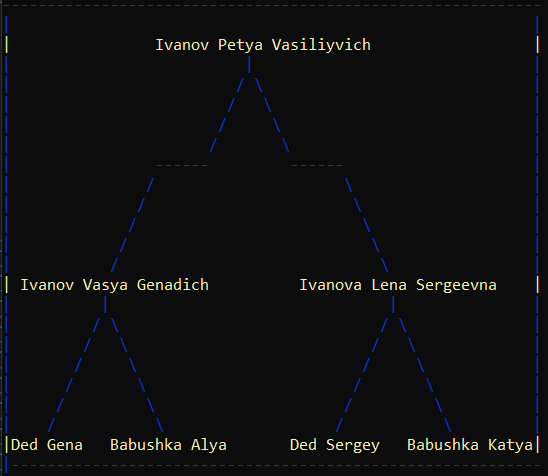 Ivanov Petya Vasiliyvich
Ivanov Vasya Genadich Ivanova Lena Sergeevna
Ded Gena Babushka Alya Ded Sergey Babushka Katya